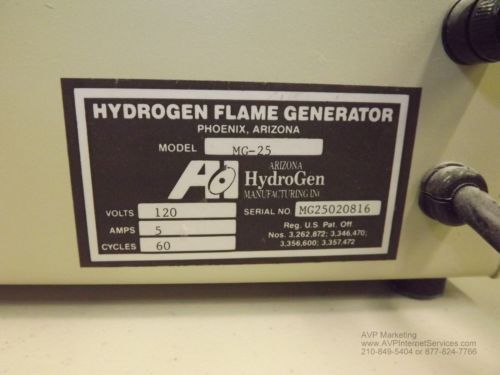 HYDROGEN FLAME GENERATOR
PHOENIX, ARIZONA
MODEL MG-25
AH
ARIZONA
HydroGen
MANUFACTURING INC
VOLTS 120
SERIAL NO. MG25020816
AMPS 5
CYCLES 60
Reg. U.S. Pat. Off
Nos. 3,262,872; 3,346,470;
3,356,600; 3,357,472
AVP Marketing
www.AVPInternetServices.com
210-849-5404 or 877-624-7766